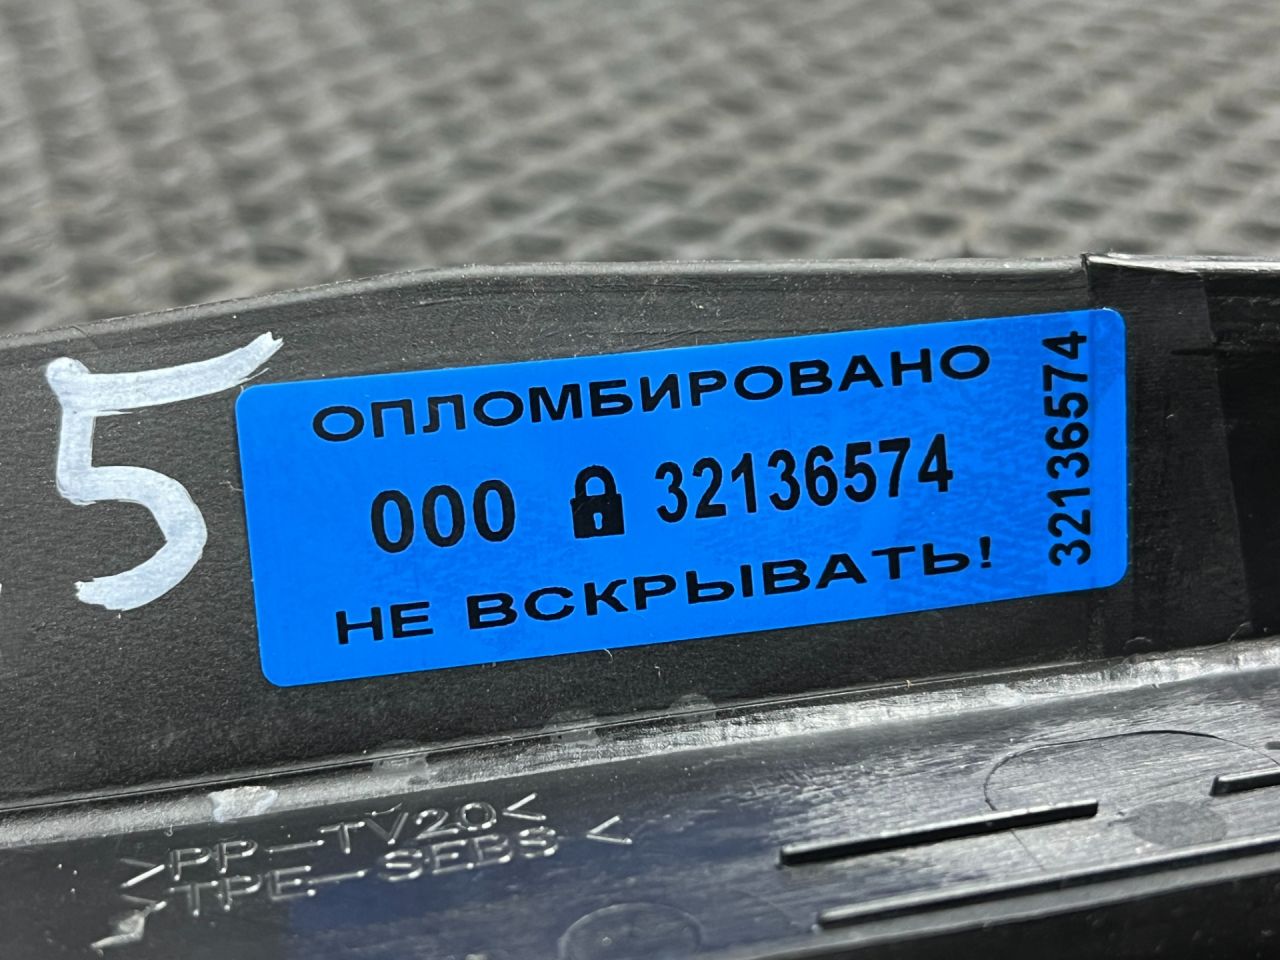 5
ОПЛОМБИРОВАНО
000 32136574
НЕ ВСКРЫВАТЬ!
32136574
>PP-TV20<
>TPE-SEBS<